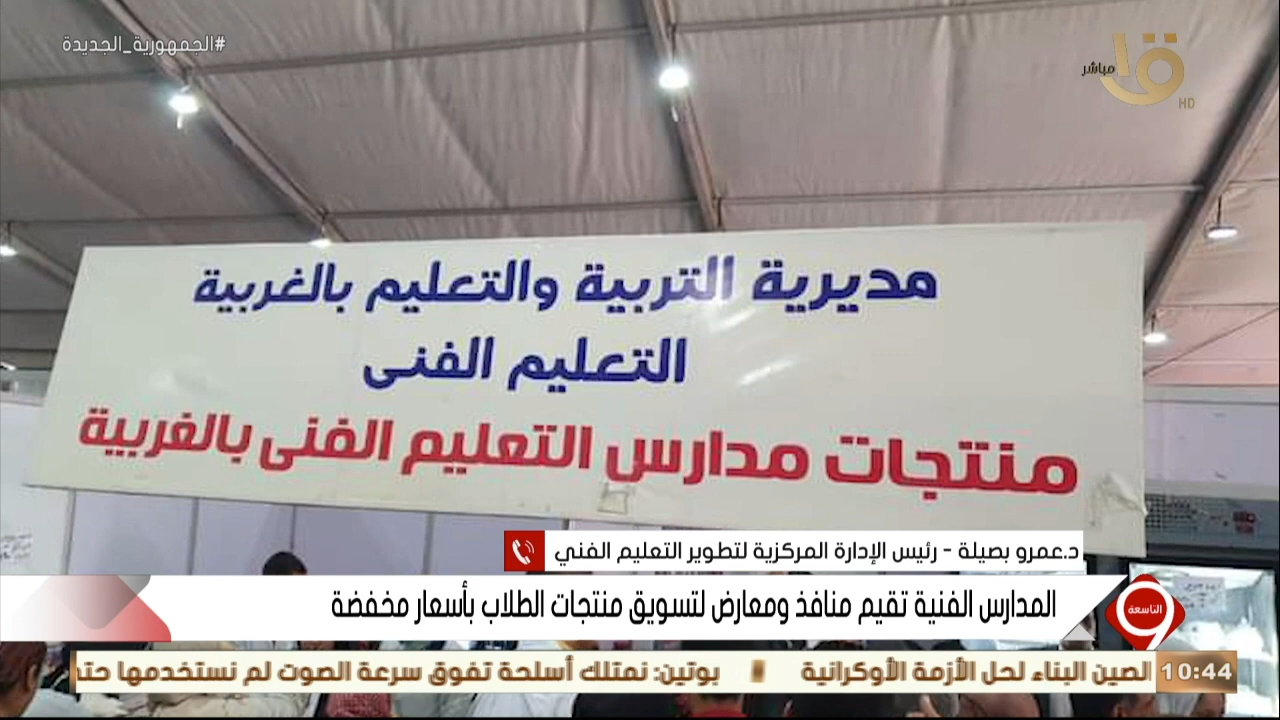 #الجمهورية_الجديدة
مباشر
HD
مديرية التربية والتعليم بالغربية
التعليم الفنى
منتجات مدارس التعليم الفنى بالغربية
د.عمرو بصيلة - رئيس الإدارة المركزية لتطوير التعليم الفني
المدارس الفنية تقيم منافذ ومعارض لتسويق منتجات الطلاب بأسعار مخفضة
التاسعة
9
10:44
الصين البناء لحل الأزمة الأوكرانية
بوتين: نمتلك أسلحة تفوق سرعة الصوت لم نستخدمها حتى